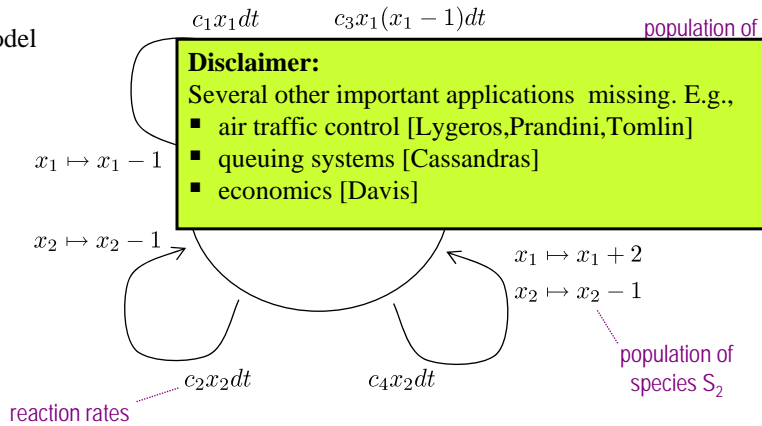 c₁x₁dt
c₃x₁(x₁ − 1)dt
population of
odel
Disclaimer:
Several other important applications missing. E.g.,
▪ air traffic control [Lygeros,Prandini,Tomlin]
▪ queuing systems [Cassandras]
▪ economics [Davis]
x₁ ↦ x₁ − 1
x₂ ↦ x₂ − 1
x₁ ↦ x₁ + 2
x₂ ↦ x₂ − 1
population of
species S₂
c₂x₂dt
c₄x₂dt
reaction rates